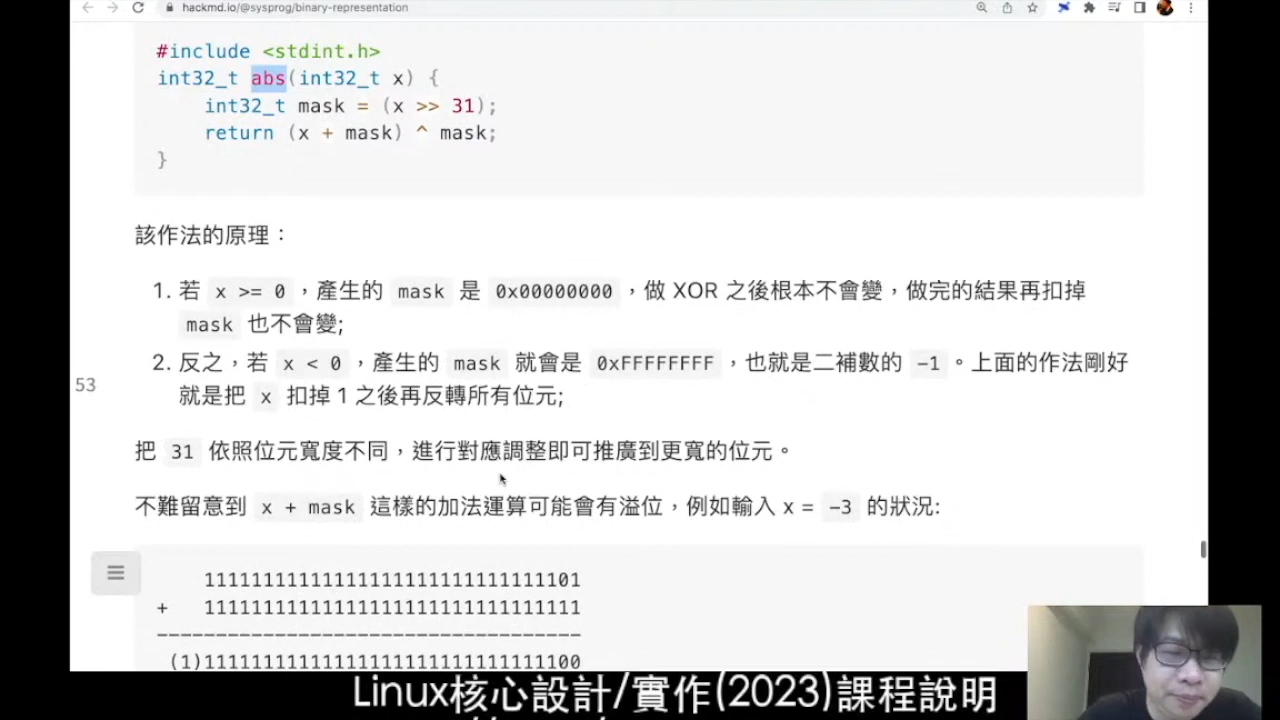 hackmd.io/@sysprog/binary-representation
#include <stdint.h>
int32_t abs(int32_t x) {
    int32_t mask = (x >> 31);
    return (x + mask) ^ mask;
}
該作法的原理：
1. 若 x >= 0 ，產生的 mask 是 0x00000000 ，做 XOR 之後根本不會變，做完的結果再扣掉
mask 也不會變;
2. 反之，若 x < 0 ，產生的 mask 就會是 0xFFFFFFFF ，也就是二補數的 -1 。上面的作法剛好
就是把 x 扣掉 1 之後再反轉所有位元;
53
把 31 依照位元寬度不同，進行對應調整即可推廣到更寬的位元。
不難留意到 x + mask 這樣的加法運算可能會有溢位，例如輸入 x = -3 的狀況:
11111111111111111111111111111101
+ 11111111111111111111111111111111
------------------------------------
(1)11111111111111111111111111111100
Linux核心設計/實作(2023)課程說明